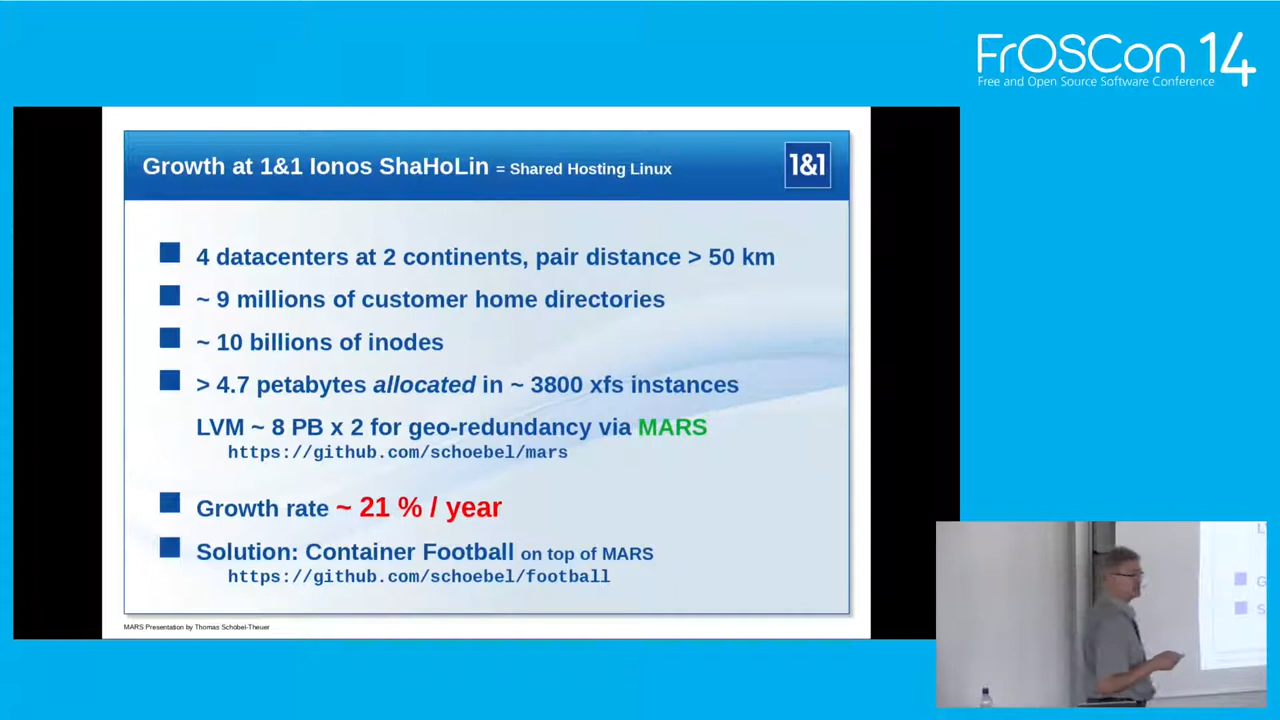 FrOSCon 14
Free and Open Source Software Conference
Growth at 1&1 Ionos ShaHoLin = Shared Hosting Linux
1&1
4 datacenters at 2 continents, pair distance > 50 km
~ 9 millions of customer home directories
~ 10 billions of inodes
> 4.7 petabytes allocated in ~ 3800 xfs instances
LVM ~ 8 PB x 2 for geo-redundancy via MARS
https://github.com/schoebel/mars
Growth rate ~ 21 % / year
Solution: Container Football on top of MARS
https://github.com/schoebel/football
MARS Presentation by Thomas Schöbel-Theuer